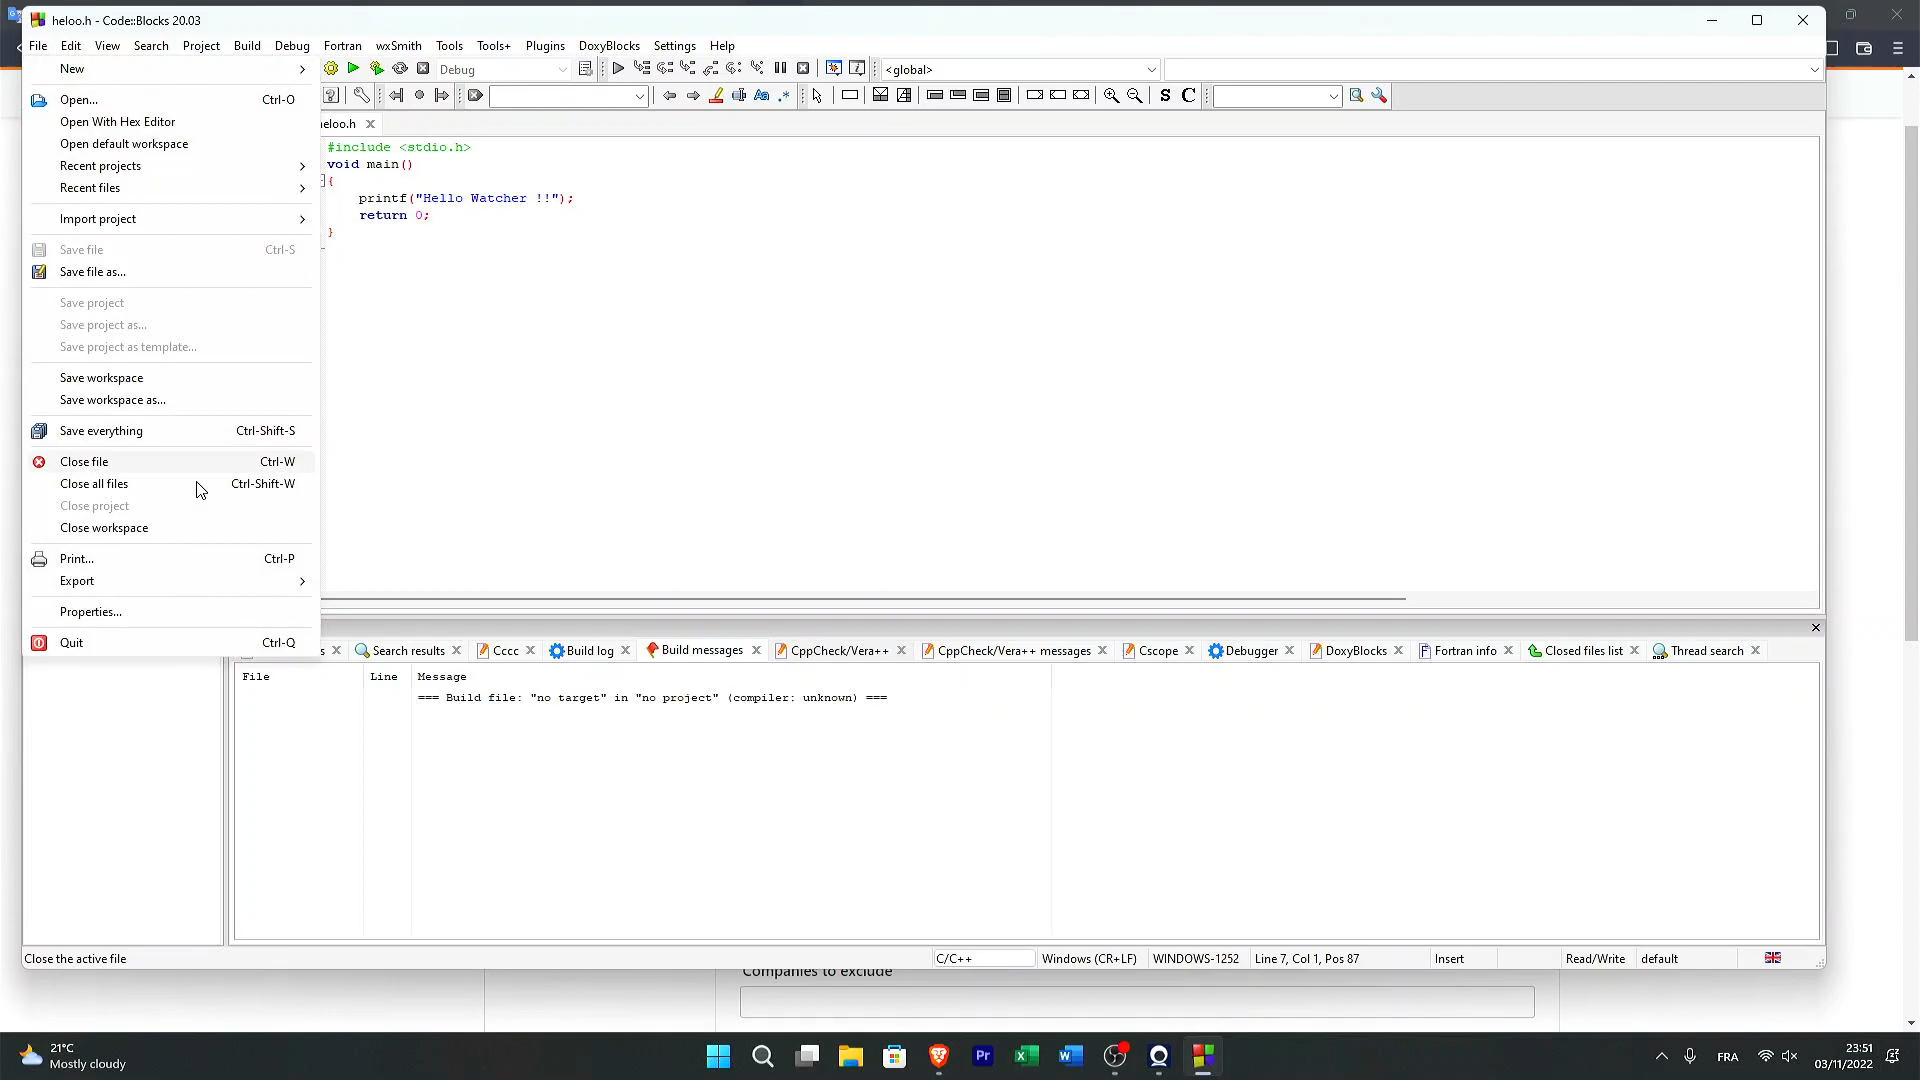 heloo.h - Code::Blocks 20.03
File Edit View Search Project Build Debug Fortran wxSmith Tools Tools+ Plugins DoxyBlocks Settings Help
New
Debug
<global>
Open... Ctrl-O
Open With Hex Editor
Open default workspace
Recent projects
Recent files
Import project
Save file Ctrl-S
Save file as...
Save project
Save project as...
Save project as template...
Save workspace
Save workspace as...
Save everything Ctrl-Shift-S
Close file Ctrl-W
Close all files Ctrl-Shift-W
Close project
Close workspace
Print... Ctrl-P
Export
Properties...
Quit Ctrl-Q
S C
eloo.h
#include <stdio.h>
void main()
{
printf("Hello Watcher !!");
return 0;
}
s Search results Cccc Build log Build messages CppCheck/Vera++ CppCheck/Vera++ messages Cscope Debugger DoxyBlocks Fortran info Closed files list Thread search
File Line Message
=== Build file: "no target" in "no project" (compiler: unknown) ===
Close the active file C/C++ Windows (CR+LF) WINDOWS-1252 Line 7, Col 1, Pos 87 Insert Read/Write default
Companies to exclude
21°C
Mostly cloudy
Pr
FRA
23:51
03/11/2022